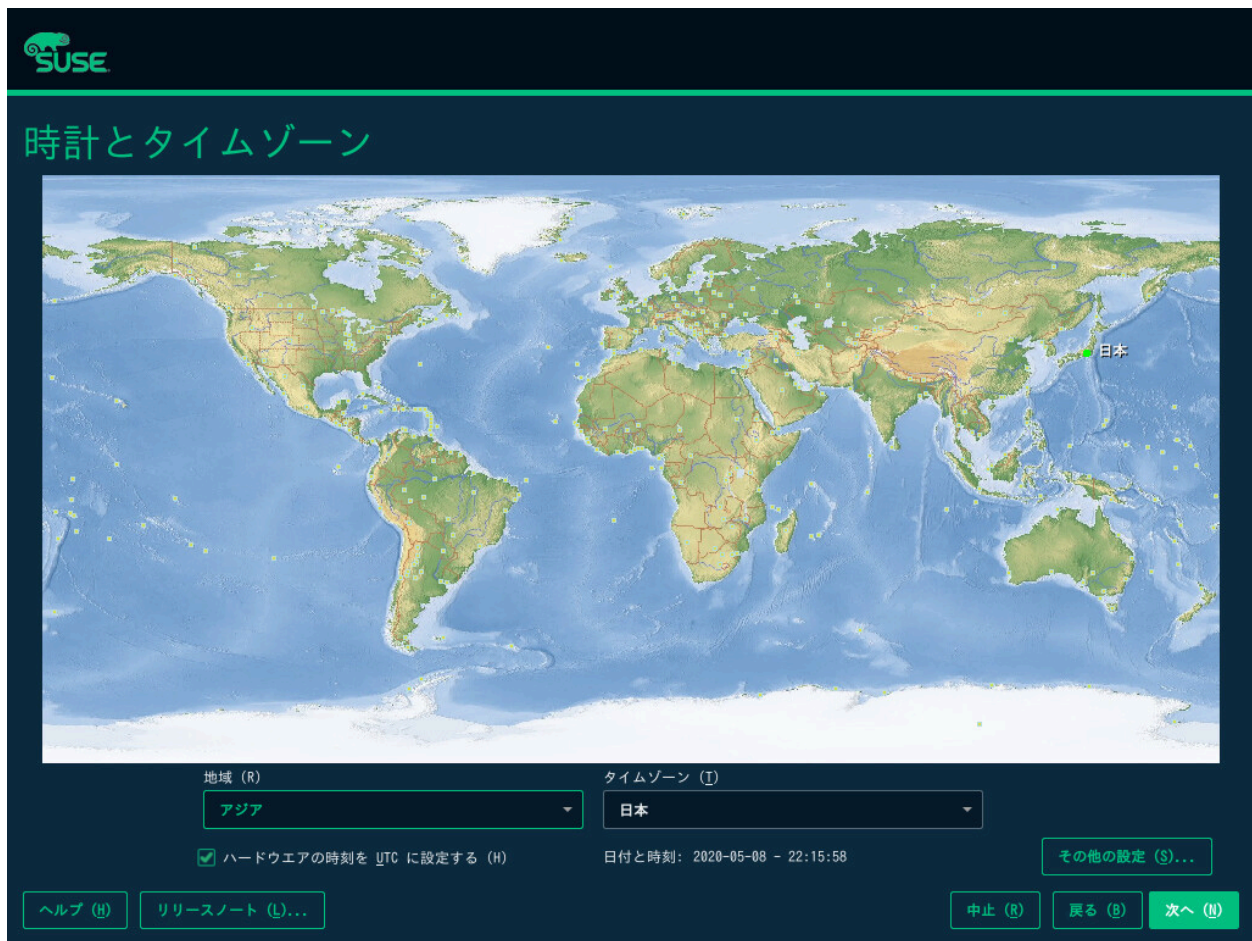 SUSE
時計とタイムゾーン
日本
地域 (R)
タイムゾーン (T)
アジア
日本
ハードウエアの時刻を UTC に設定する (H)
日付と時刻: 2020-05-08 - 22:15:58
その他の設定 (S)...
ヘルプ (H)
リリースノート (L)...
中止 (R)
戻る (B)
次へ (N)